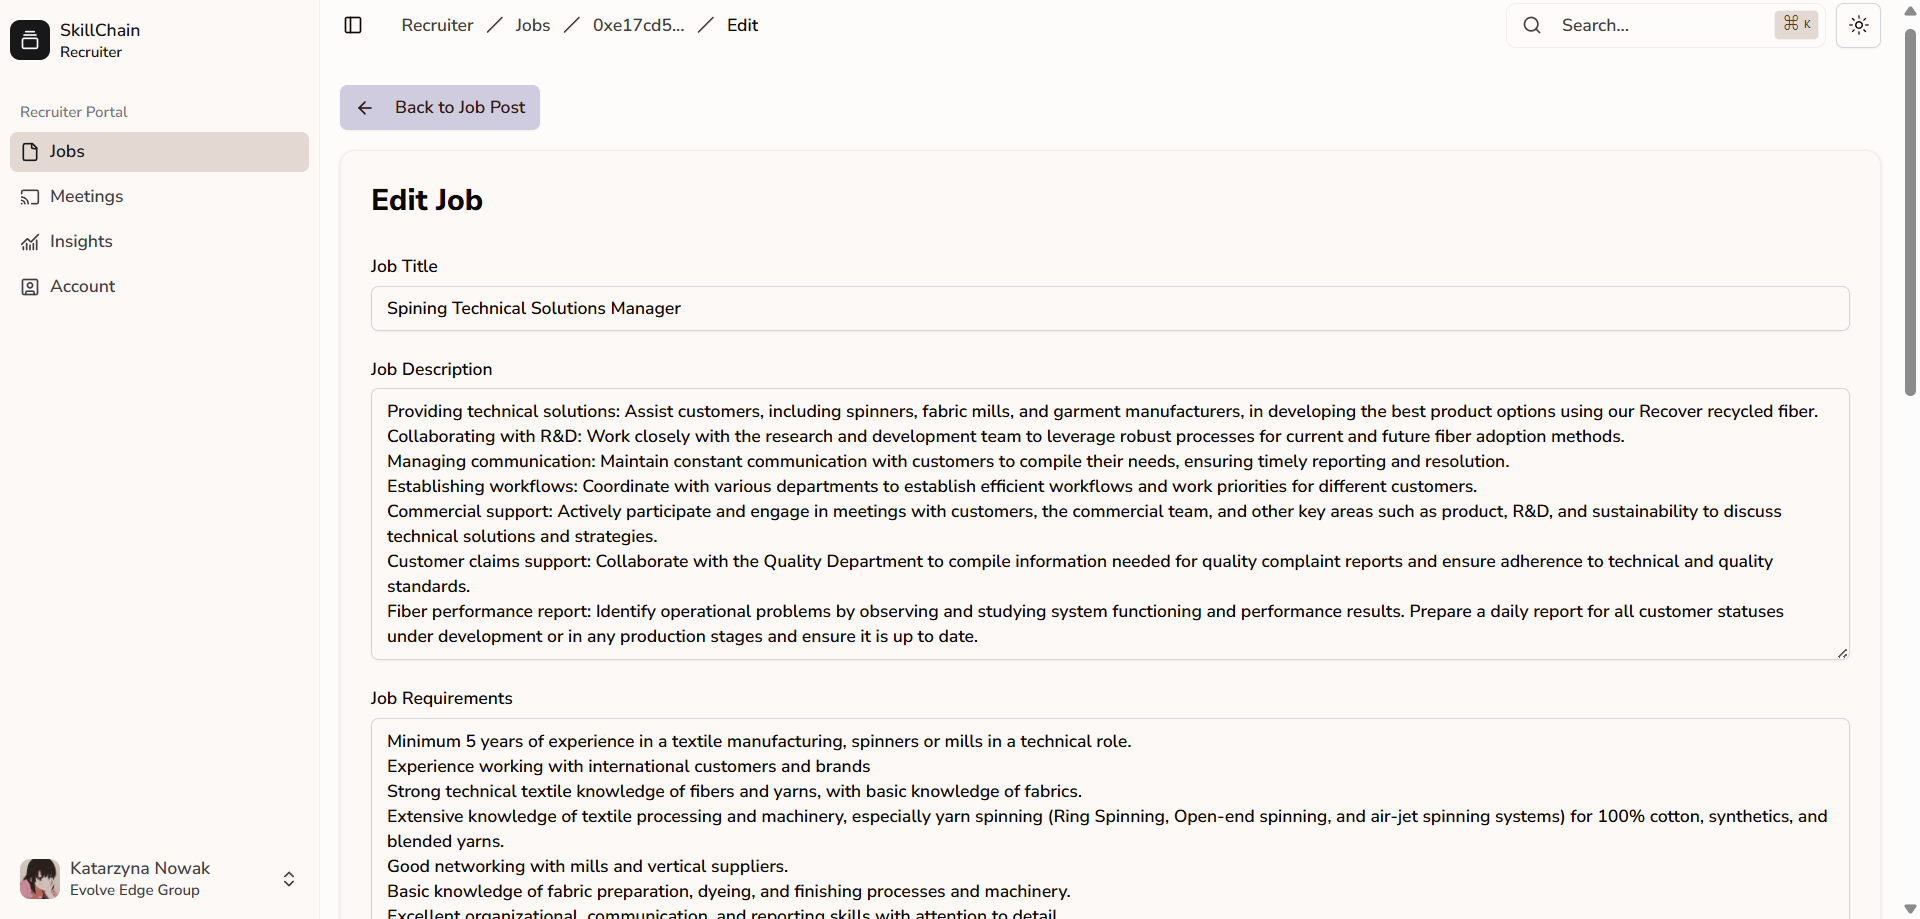 SkillChain
Recruiter
Recruiter Portal
Jobs
Meetings
Insights
Account
Katarzyna Nowak
Evolve Edge Group
Recruiter / Jobs / 0xe17cd5... / Edit
Search...
⌘ K
Back to Job Post
Edit Job
Job Title
Spining Technical Solutions Manager
Job Description
Providing technical solutions: Assist customers, including spinners, fabric mills, and garment manufacturers, in developing the best product options using our Recover recycled fiber.
Collaborating with R&D: Work closely with the research and development team to leverage robust processes for current and future fiber adoption methods.
Managing communication: Maintain constant communication with customers to compile their needs, ensuring timely reporting and resolution.
Establishing workflows: Coordinate with various departments to establish efficient workflows and work priorities for different customers.
Commercial support: Actively participate and engage in meetings with customers, the commercial team, and other key areas such as product, R&D, and sustainability to discuss
technical solutions and strategies.
Customer claims support: Collaborate with the Quality Department to compile information needed for quality complaint reports and ensure adherence to technical and quality
standards.
Fiber performance report: Identify operational problems by observing and studying system functioning and performance results. Prepare a daily report for all customer statuses
under development or in any production stages and ensure it is up to date.
Job Requirements
Minimum 5 years of experience in a textile manufacturing, spinners or mills in a technical role.
Experience working with international customers and brands
Strong technical textile knowledge of fibers and yarns, with basic knowledge of fabrics.
Extensive knowledge of textile processing and machinery, especially yarn spinning (Ring Spinning, Open-end spinning, and air-jet spinning systems) for 100% cotton, synthetics, and
blended yarns.
Good networking with mills and vertical suppliers.
Basic knowledge of fabric preparation, dyeing, and finishing processes and machinery.
Excellent organizational, communication, and reporting skills with attention to detail.